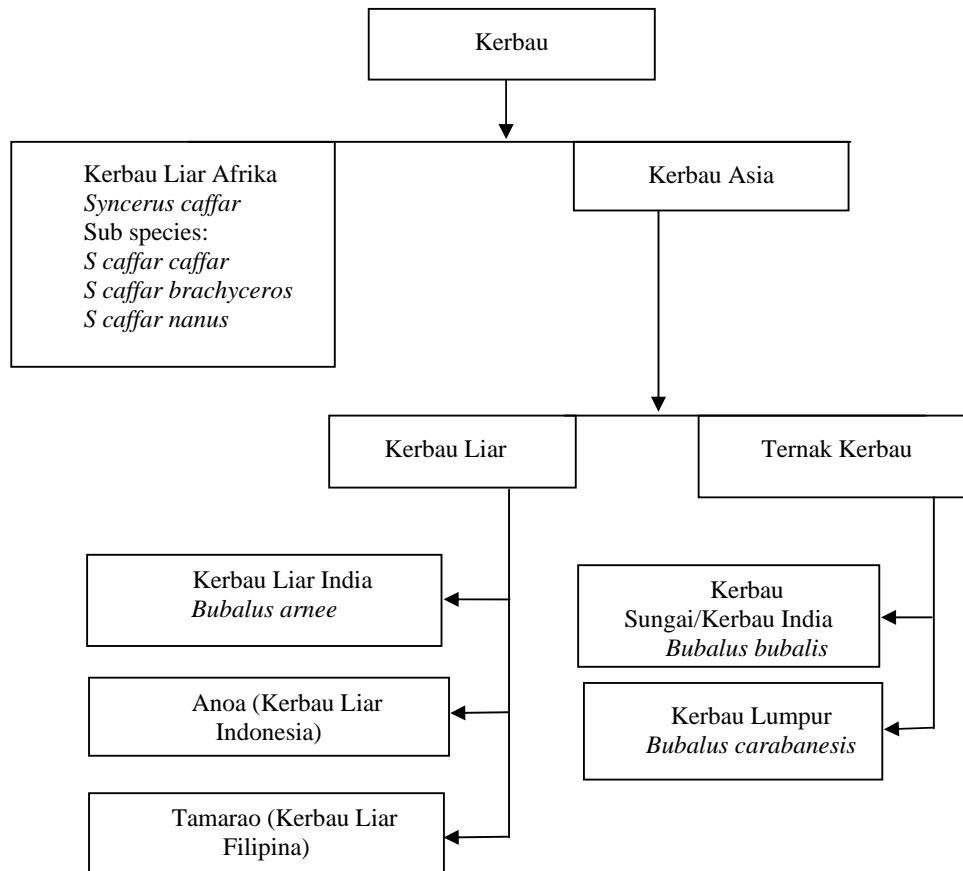 Kerbau
Kerbau Liar Afrika
Syncerus caffar
Sub species:
S caffar caffar
S caffar brachyceros
S caffar nanus
Kerbau Asia
Kerbau Liar
Ternak Kerbau
Kerbau Liar India
Bubalus arnee
Anoa (Kerbau Liar
Indonesia)
Tamarao (Kerbau Liar
Filipina)
Kerbau
Sungai/Kerbau India
Bubalus bubalis
Kerbau Lumpur
Bubalus carabanesis